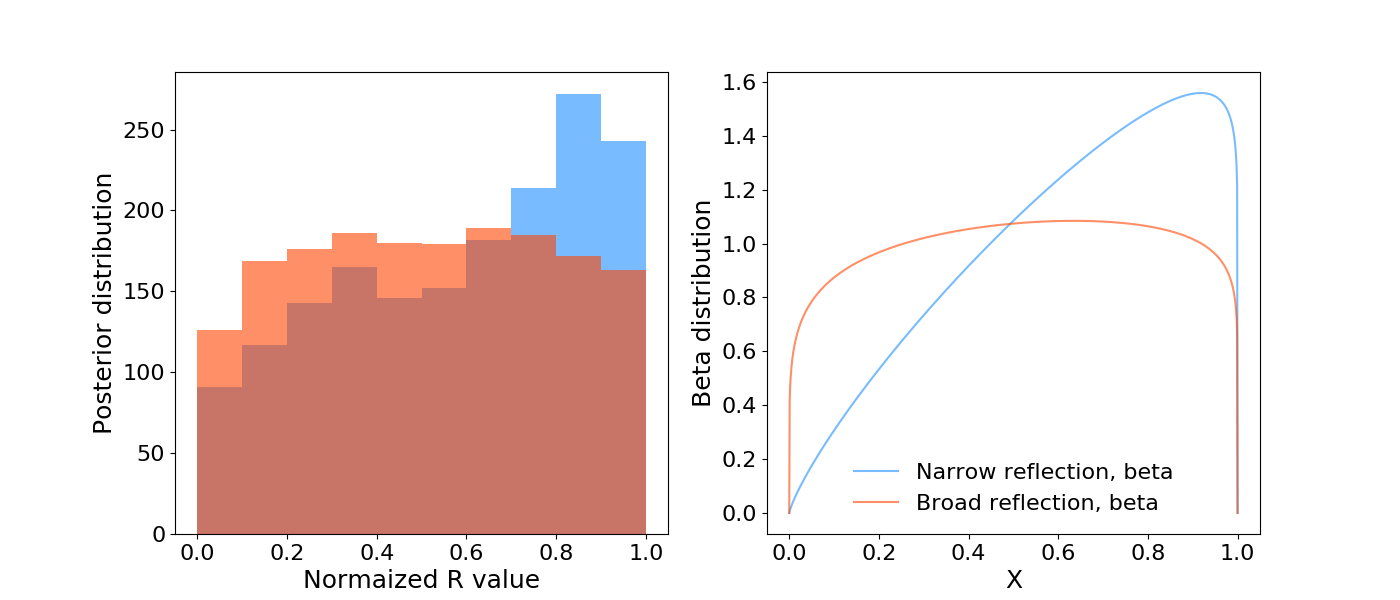 Posterior distribution
250
200
150
100
50
0
0.0 0.2 0.4 0.6 0.8 1.0
Normaized R value
Beta distribution
1.6
1.4
1.2
1.0
0.8
0.6
0.4
0.2
0.0
Narrow reflection, beta
Broad reflection, beta
0.0 0.2 0.4 0.6 0.8 1.0
X